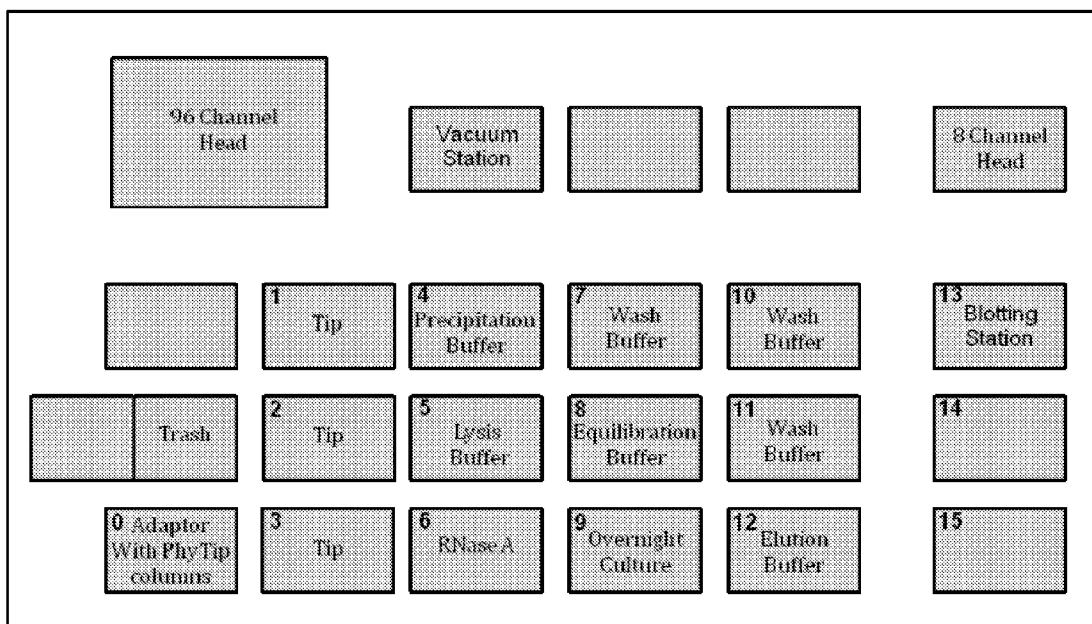 96 Channel
Head
Vacuum
Station
8 Channel
Head
1
Tip
4
Precipitation
Buffer
7
Wash
Buffer
10
Wash
Buffer
13
Blotting
Station
Trash
2
Tip
5
Lysis
Buffer
8
Equilibration
Buffer
11
Wash
Buffer
14
0 Adaptor
With PhyTip
columns
3
Tip
6
RNase A
9
Overnight
Culture
12
Elution
Buffer
15